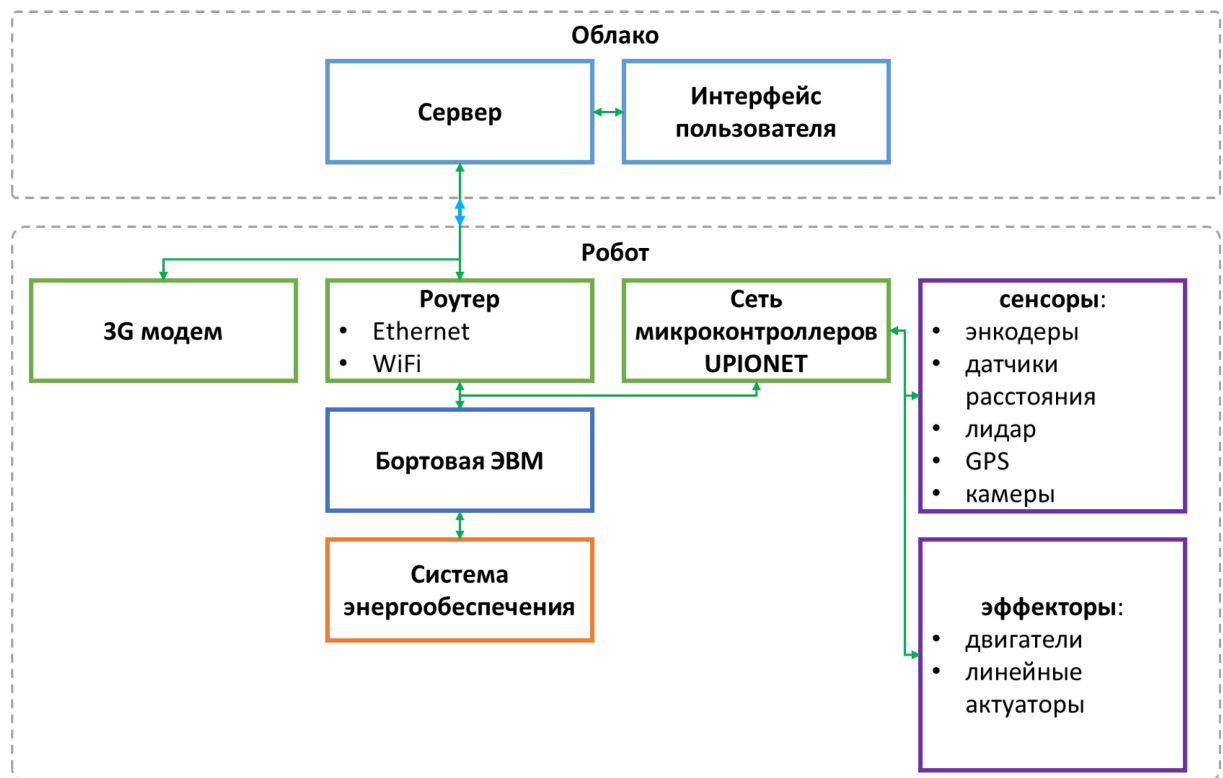 Облако
Сервер
Интерфейс
пользователя
Робот
3G модем
Роутер
• Ethernet
• WiFi
Сеть
микроконтроллеров
UPIONET
сенсоры:
• энкодеры
• датчики
расстояния
• лидар
• GPS
• камеры
Бортовая ЭВМ
Система
энергообеспечения
эффекторы:
• двигатели
• линейные
актуаторы